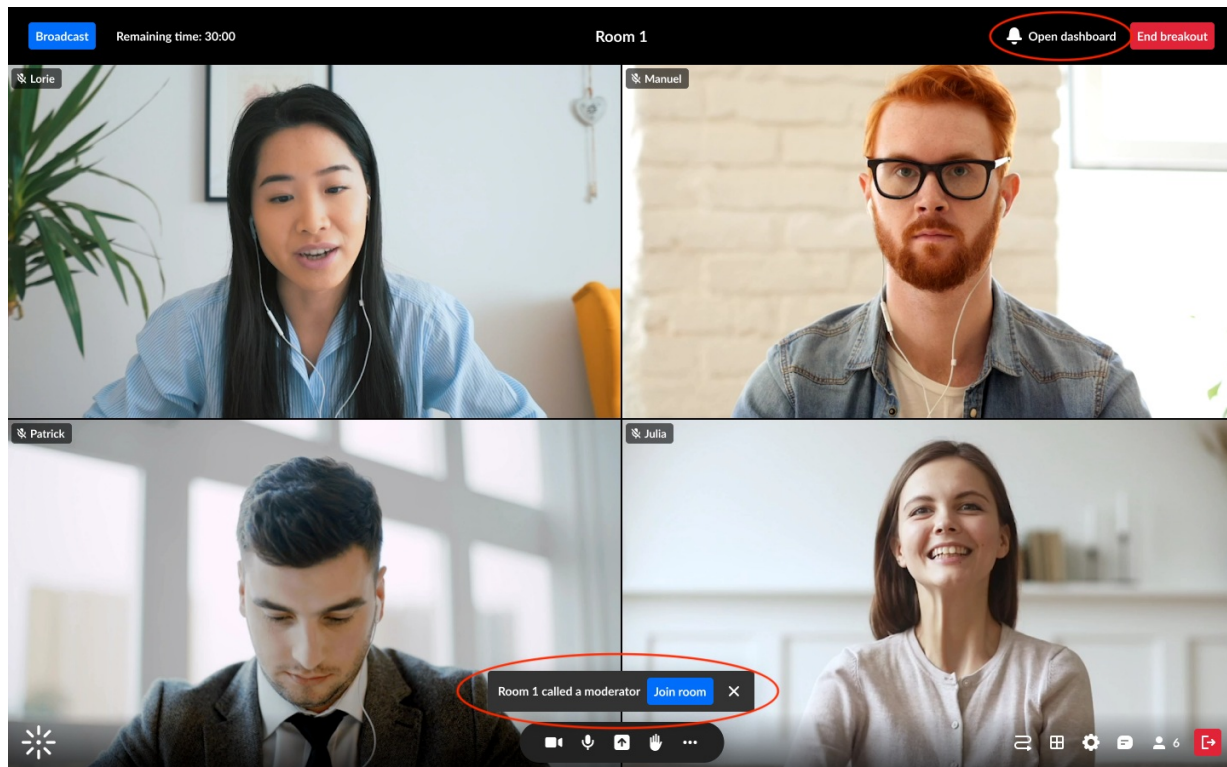 Broadcast
Remaining time: 30:00
Room 1
Open dashboard
End breakout
Lorie
Manuel
Patrick
Julia
Room 1 called a moderator
Join room
6